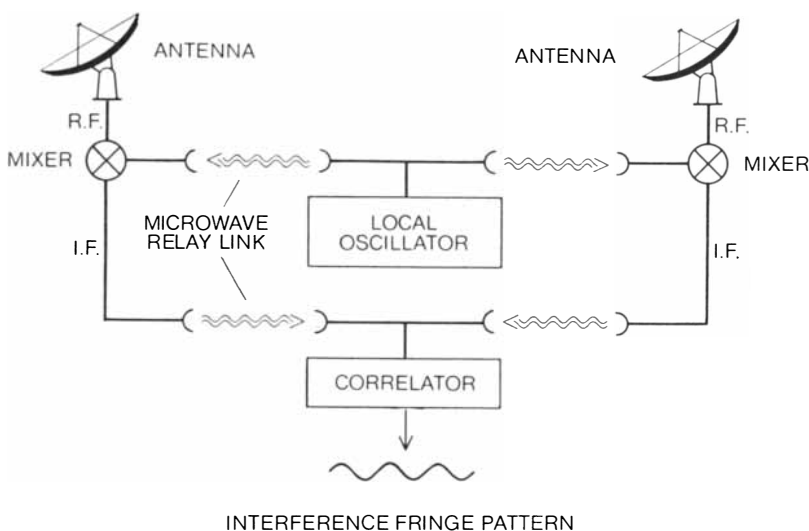 ANTENNA
ANTENNA
R.F.
R.F.
MIXER
MIXER
MICROWAVE
RELAY LINK
LOCAL
OSCILLATOR
I.F.
I.F.
CORRELATOR
INTERFERENCE FRINGE PATTERN